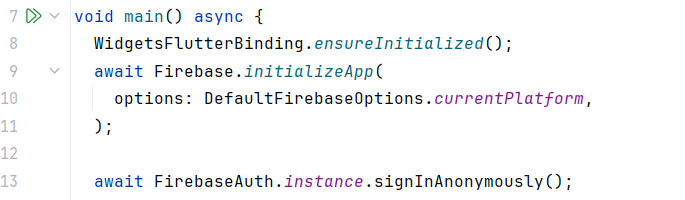 7 void main() async {
8 WidgetsFlutterBinding.ensureInitialized();
9 await Firebase.initializeApp(
10 options: DefaultFirebaseOptions.currentPlatform,
11 );
12
13 await FirebaseAuth.instance.signInAnonymously();